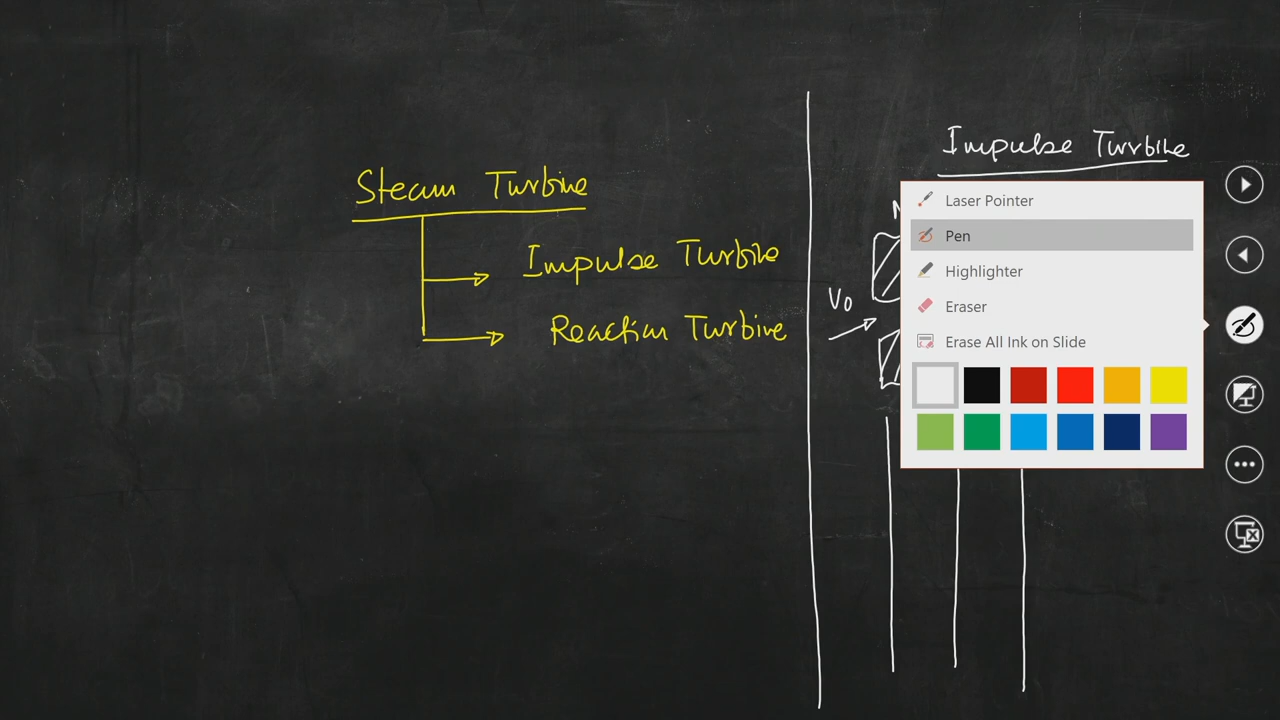 Steam Turbine
Impulse Turbine
Reaction Turbine
Impulse Turbine
V0
Laser Pointer
Pen
Highlighter
Eraser
Erase All Ink on Slide